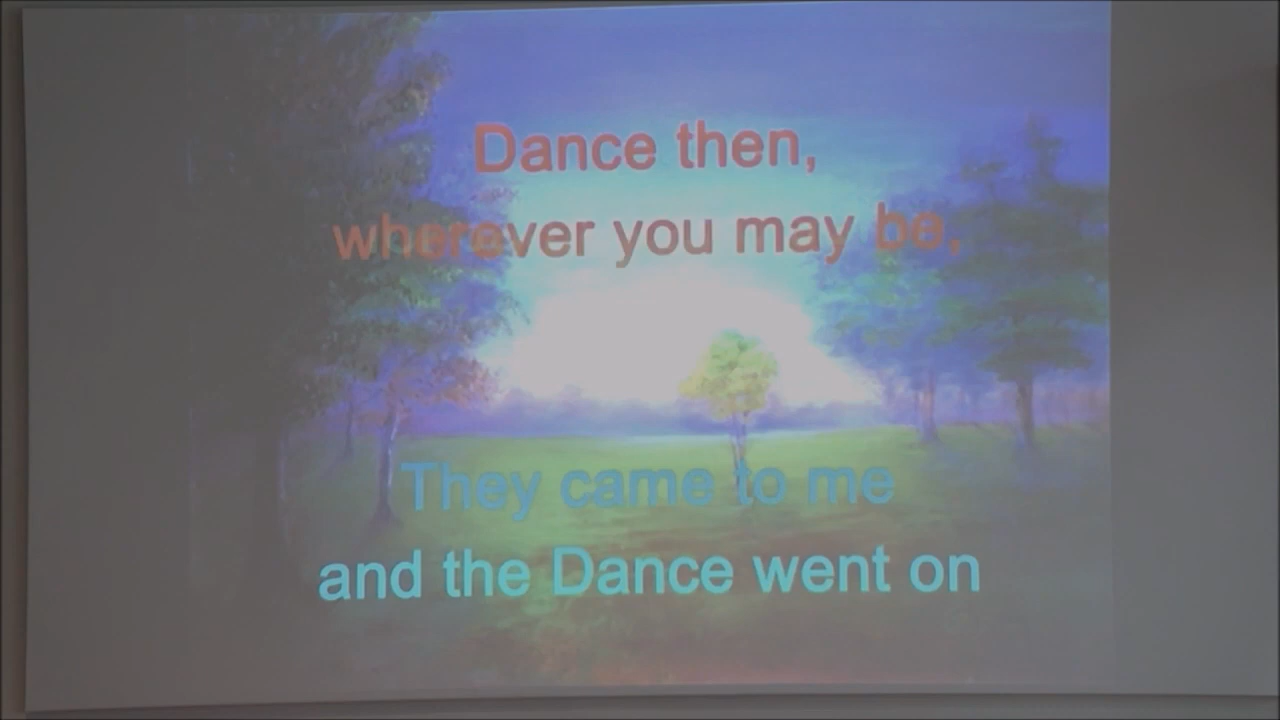 Dance then,
wherever you may be,
They came to me
and the Dance went on